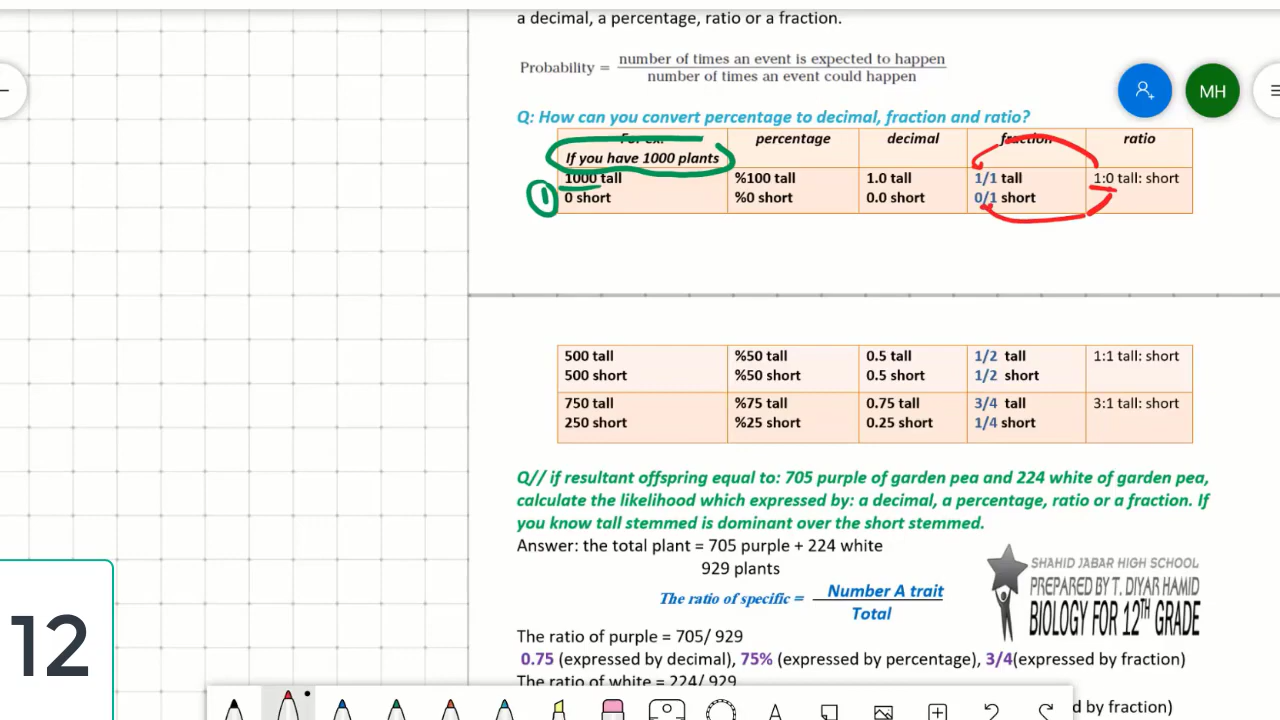 a decimal, a percentage, ratio or a fraction.
Probability = number of times an event is expected to happen
number of times an event could happen
MH
Q: How can you convert percentage to decimal, fraction and ratio?
For ex. percentage decimal fraction ratio
If you have 1000 plants
1000 tall %100 tall 1.0 tall 1/1 tall 1:0 tall: short
1 0 short %0 short 0.0 short 0/1 short
500 tall %50 tall 0.5 tall 1/2 tall 1:1 tall: short
500 short %50 short 0.5 short 1/2 short
750 tall %75 tall 0.75 tall 3/4 tall 3:1 tall: short
250 short %25 short 0.25 short 1/4 short
Q// if resultant offspring equal to: 705 purple of garden pea and 224 white of garden pea,
calculate the likelihood which expressed by: a decimal, a percentage, ratio or a fraction. If
you know tall stemmed is dominant over the short stemmed.
Answer: the total plant = 705 purple + 224 white
929 plants
The ratio of specific = Number A trait
Total
SHAHID JABAR HIGH SCHOOL
PREPARED BY T. DIYAR HAMID
BIOLOGY FOR 12TH GRADE
The ratio of purple = 705/ 929
0.75 (expressed by decimal), 75% (expressed by percentage), 3/4(expressed by fraction)
The ratio of white = 224/ 929
d by fraction)
12
A